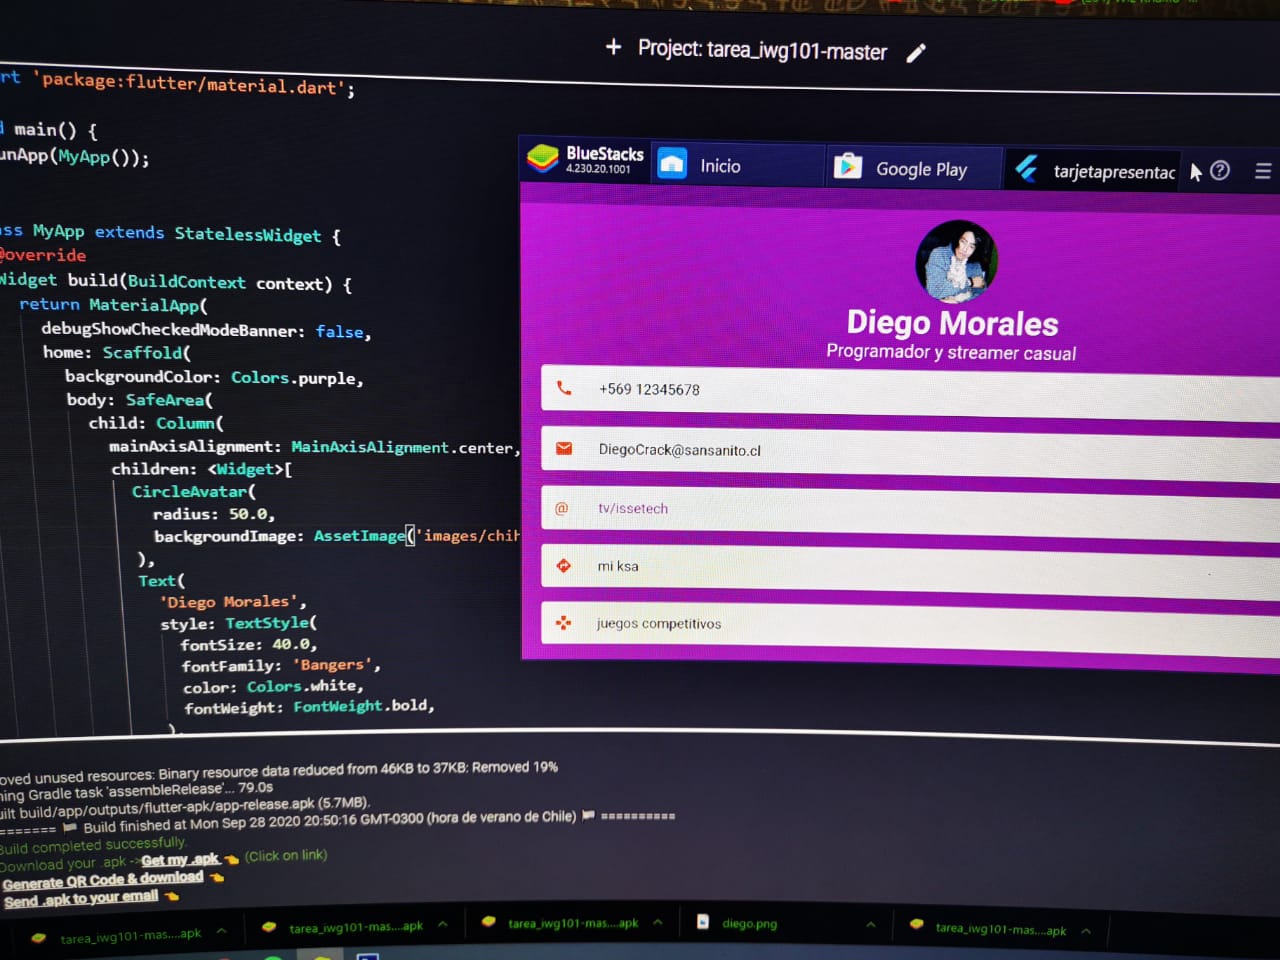 + Project: tarea_iwg101-master
rt 'package:flutter/material.dart';
d main() {
unApp(MyApp());
ass MyApp extends StatelessWidget {
@override
Widget build(BuildContext context) {
return MaterialApp(
debugShowCheckedModeBanner: false,
home: Scaffold(
backgroundColor: Colors.purple,
body: SafeArea(
child: Column(
mainAxisAlignment: MainAxisAlignment.center,
children: <Widget>[
CircleAvatar(
radius: 50.0,
backgroundImage: AssetImage('images/chih
),
Text(
'Diego Morales',
style: TextStyle(
fontSize: 40.0,
fontFamily: 'Bangers',
color: Colors.white,
fontWeight: FontWeight.bold,
),
BlueStacks
4.230.20.1001
Inicio
Google Play
tarjetapresentac
Diego Morales
Programador y streamer casual
+569 12345678
DiegoCrack@sansanito.cl
@ tv/issetech
mi ksa
juegos competitivos
oved unused resources: Binary resource data reduced from 46KB to 37KB: Removed 19%
ning Gradle task 'assembleRelease'... 79.0s
uilt build/app/outputs/flutter-apk/app-release.apk (5.7MB).
======= 🏴 Build finished at Mon Sep 28 2020 20:50:16 GMT-0300 (hora de verano de Chile) 🏴 ==========
Build completed successfully.
Download your .apk ->Get my .apk 👈 (Click on link)
Generate QR Code & download 👈
Send .apk to your email 👈
tarea_iwg101-mas....apk
tarea_iwg101-mas....apk
tarea_iwg101-mas....apk
diego.png
tarea_iwg101-mas....apk